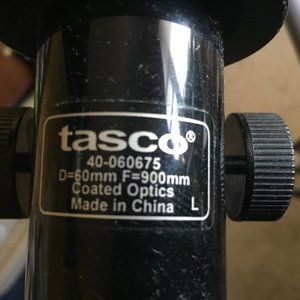 tasco®
40-060675
D=60mm F=900mm
Coated Optics
Made in China L